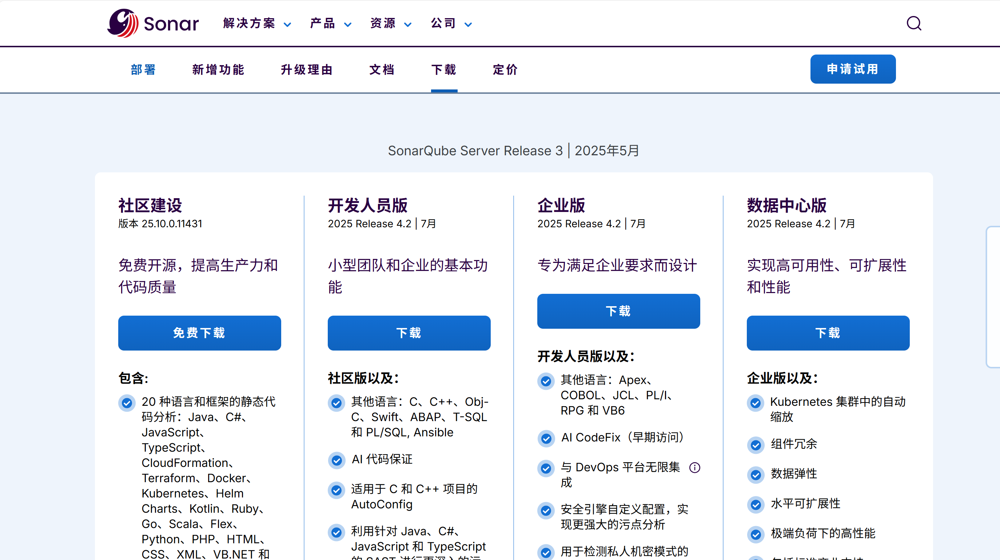 Sonar
解决方案
产品
资源
公司
部署
新增功能
升级理由
文档
下载
定价
申请试用
SonarQube Server Release 3 | 2025年5月
社区建设
版本 25.10.0.11431
免费开源，提高生产力和
代码质量
免费下载
包含:
20 种语言和框架的静态代
码分析：Java、C#、
JavaScript、
TypeScript、
CloudFormation、
Terraform、Docker、
Kubernetes、Helm
Charts、Kotlin、Ruby、
Go、Scala、Flex、
Python、PHP、HTML、
CSS、XML、VB.NET 和
开发人员版
2025 Release 4.2 | 7月
小型团队和企业的基本功
能
下载
社区版以及：
其他语言：C、C++、Obj-
C、Swift、ABAP、T-SQL
和 PL/SQL, Ansible
AI 代码保证
适用于 C 和 C++ 项目的
AutoConfig
利用针对 Java、C#、
JavaScript 和 TypeScript
的 SAST 进行更深入的污
企业版
2025 Release 4.2 | 7月
专为满足企业要求而设计
下载
开发人员版以及：
其他语言：Apex、
COBOL、JCL、PL/I、
RPG 和 VB6
AI CodeFix（早期访问）
与 DevOps 平台无限集
成
安全引擎自定义配置，实
现更强大的污点分析
用于检测私人机密模式的
数据中心版
2025 Release 4.2 | 7月
实现高可用性、可扩展性
和性能
下载
企业版以及：
Kubernetes 集群中的自动
缩放
组件冗余
数据弹性
水平可扩展性
极端负荷下的高性能